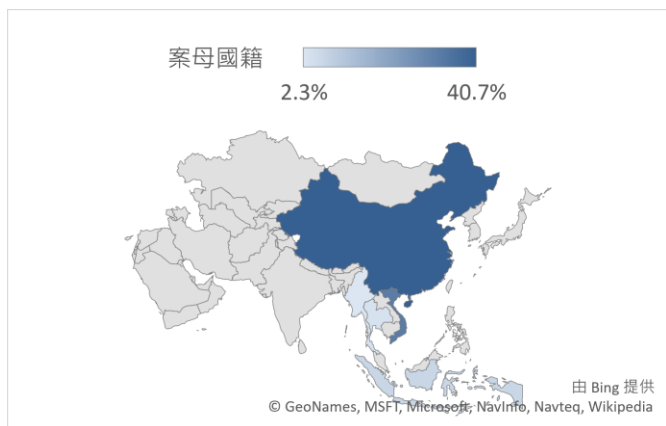 案母國籍
2.3% 40.7%
由 Bing 提供
© GeoNames, MSFT, Microsoft, NavInfo, Navteq, Wikipedia